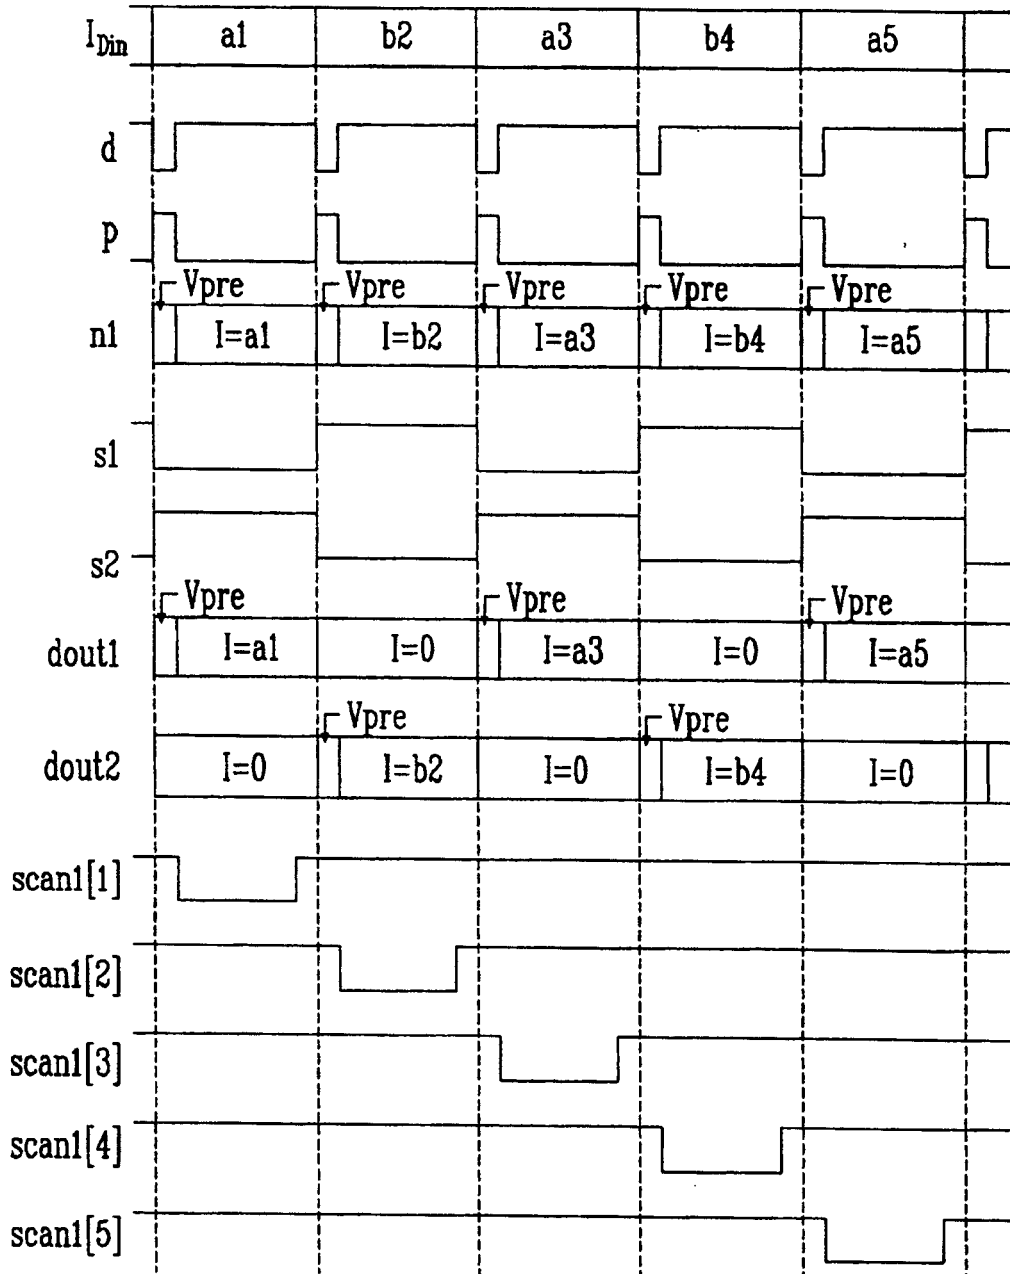 I_Din a1 b2 a3 b4 a5
d
p
Vpre Vpre Vpre Vpre Vpre
n1 I=a1 I=b2 I=a3 I=b4 I=a5
s1
s2
Vpre Vpre Vpre
dout1 I=a1 I=0 I=a3 I=0 I=a5
Vpre Vpre
dout2 I=0 I=b2 I=0 I=b4 I=0
scan1[1]
scan1[2]
scan1[3]
scan1[4]
scan1[5]